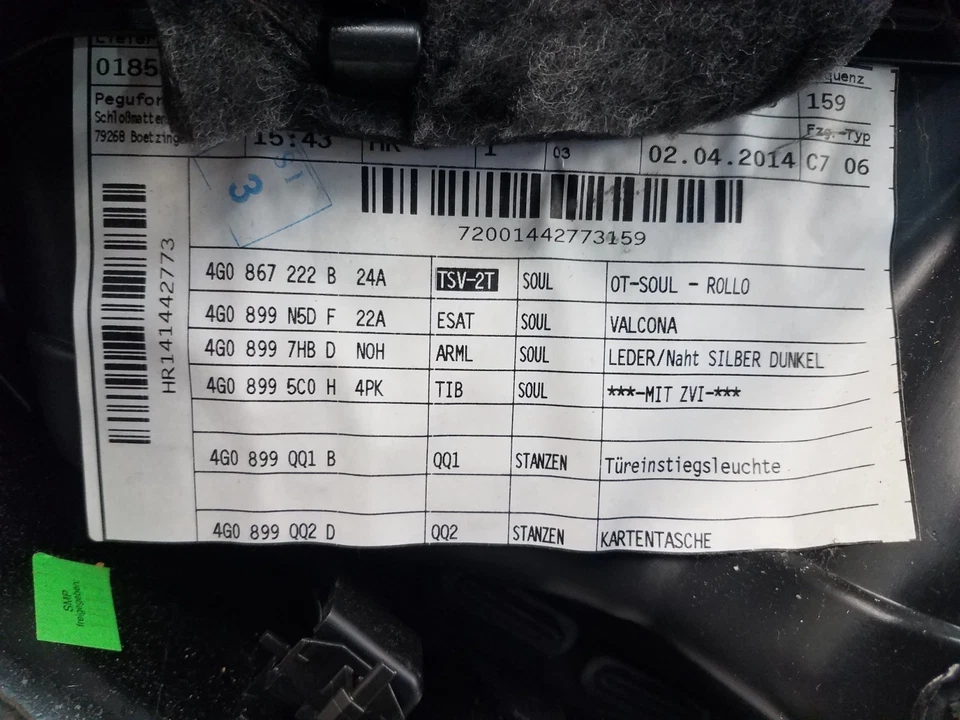 0185
quenz
159
Pegufor
Schloßmatter
79268 Boetzing
Fzg.-Typ
15:43 HR 1 03 02.04.2014 C7 06
3
72001442773159
HR141442773
4G0 867 222 B 24A TSV-2T SOUL OT-SOUL - ROLLO
4G0 899 N5D F 22A ESAT SOUL VALCONA
4G0 899 7HB D NOH ARML SOUL LEDER/Naht SILBER DUNKEL
4G0 899 5C0 H 4PK TIB SOUL ***-MIT ZVI-***
4G0 899 QQ1 B QQ1 STANZEN Türeinstiegsleuchte
4G0 899 QQ2 D QQ2 STANZEN KARTENTASCHE
SMP
freigegeben